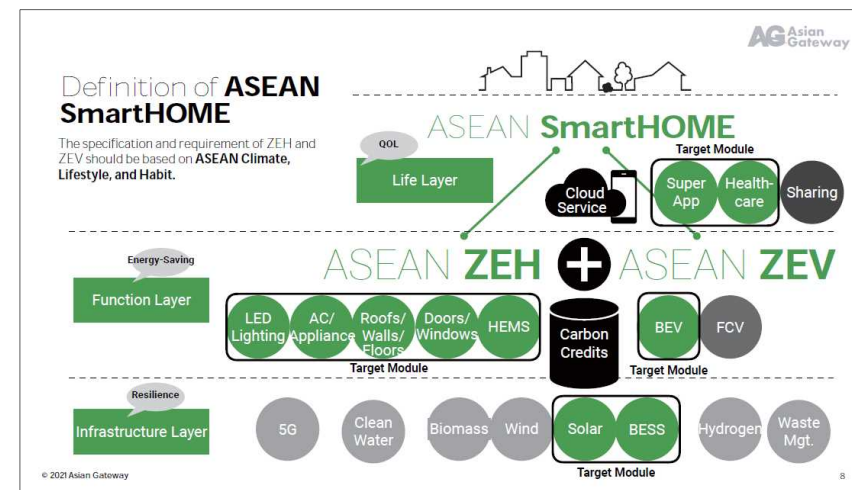 AG Asian
Gateway
Definition of ASEAN
SmartHOME
The specification and requirement of ZEH and
ZEV should be based on ASEAN Climate,
Lifestyle, and Habit.
ASEAN SmartHOME
QOL
Life Layer
Cloud
Service
Target Module
Super
App
Health-
care
Sharing
ASEAN ZEH + ASEAN ZEV
Energy-Saving
Function Layer
LED
Lighting
AC/
Appliance
Roofs/
Walls/
Floors
Doors/
Windows
HEMS
Target Module
Carbon
Credits
BEV
FCV
Target Module
Resilience
Infrastructure Layer
5G
Clean
Water
Biomass
Wind
Solar
BESS
Hydrogen
Waste
Mgt.
Target Module
© 2021 Asian Gateway
8